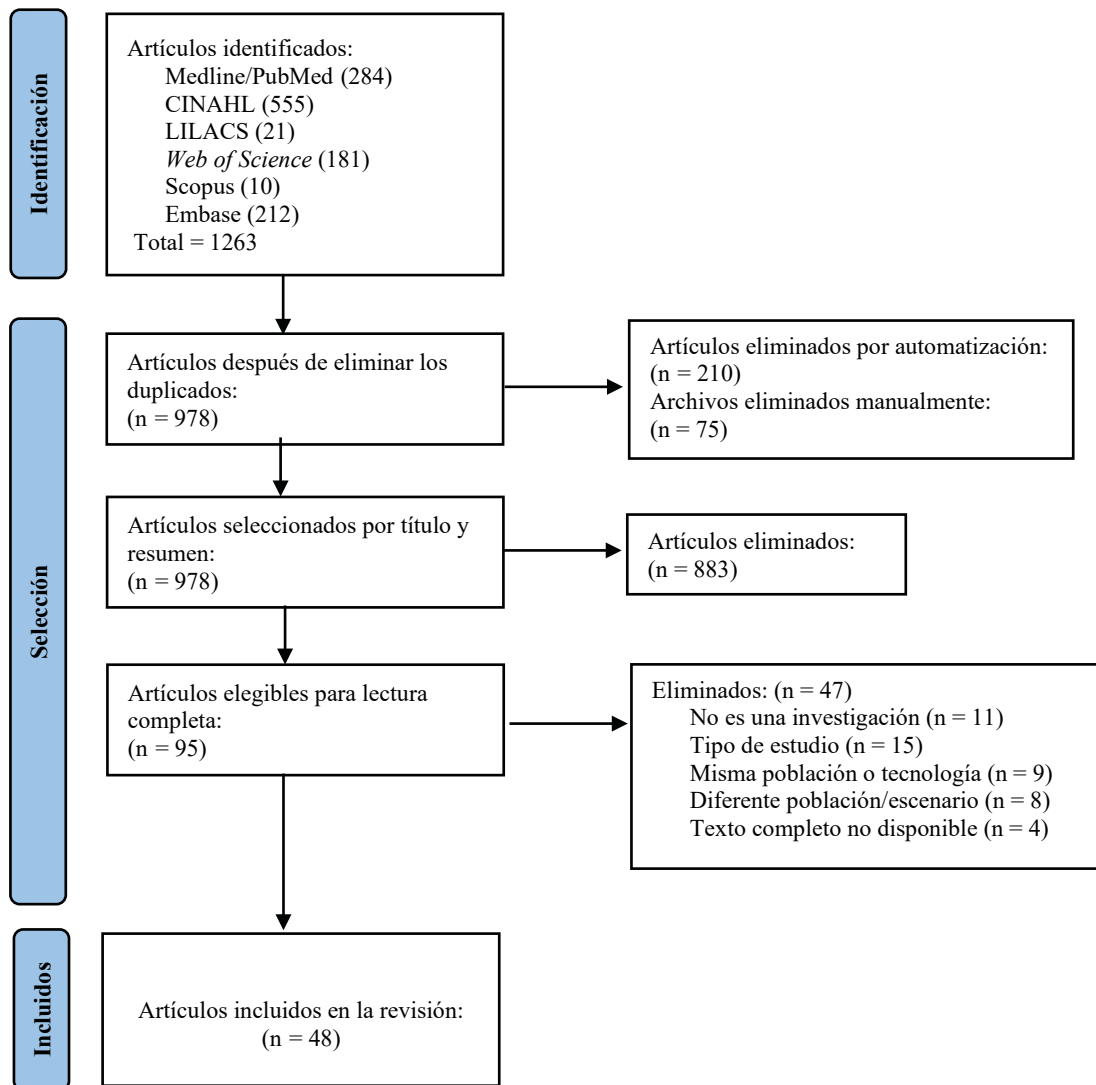 Identificación
Artículos identificados:
Medline/PubMed (284)
CINAHL (555)
LILACS (21)
Web of Science (181)
Scopus (10)
Embase (212)
Total = 1263
Selección
Artículos después de eliminar los
duplicados:
(n = 978)
Artículos eliminados por automatización:
(n = 210)
Archivos eliminados manualmente:
(n = 75)
Artículos seleccionados por título y
resumen:
(n = 978)
Artículos eliminados:
(n = 883)
Artículos elegibles para lectura
completa:
(n = 95)
Eliminados: (n = 47)
No es una investigación (n = 11)
Tipo de estudio (n = 15)
Misma población o tecnología (n = 9)
Diferente población/escenario (n = 8)
Texto completo no disponible (n = 4)
Incluidos
Artículos incluidos en la revisión:
(n = 48)